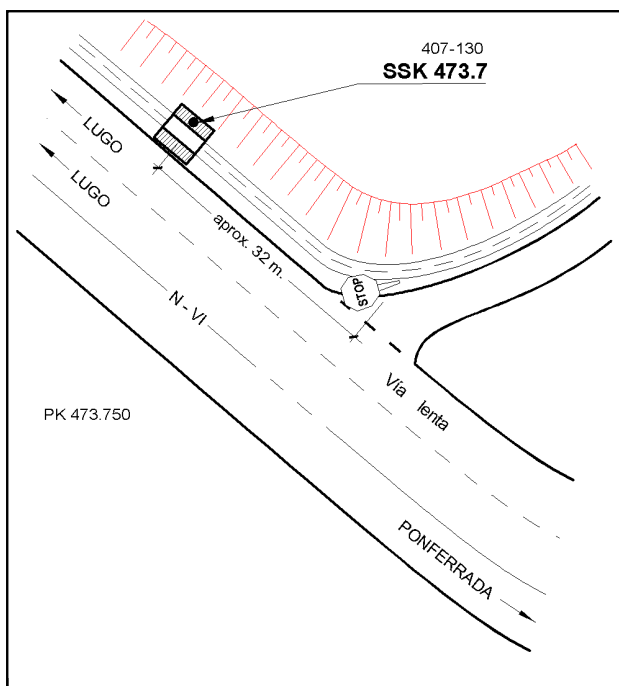 407-130
SSK 473.7
LUGO
LUGO
aprox. 32 m.
STOP
N - VI
Vía lenta
PK 473.750
PONFERRADA